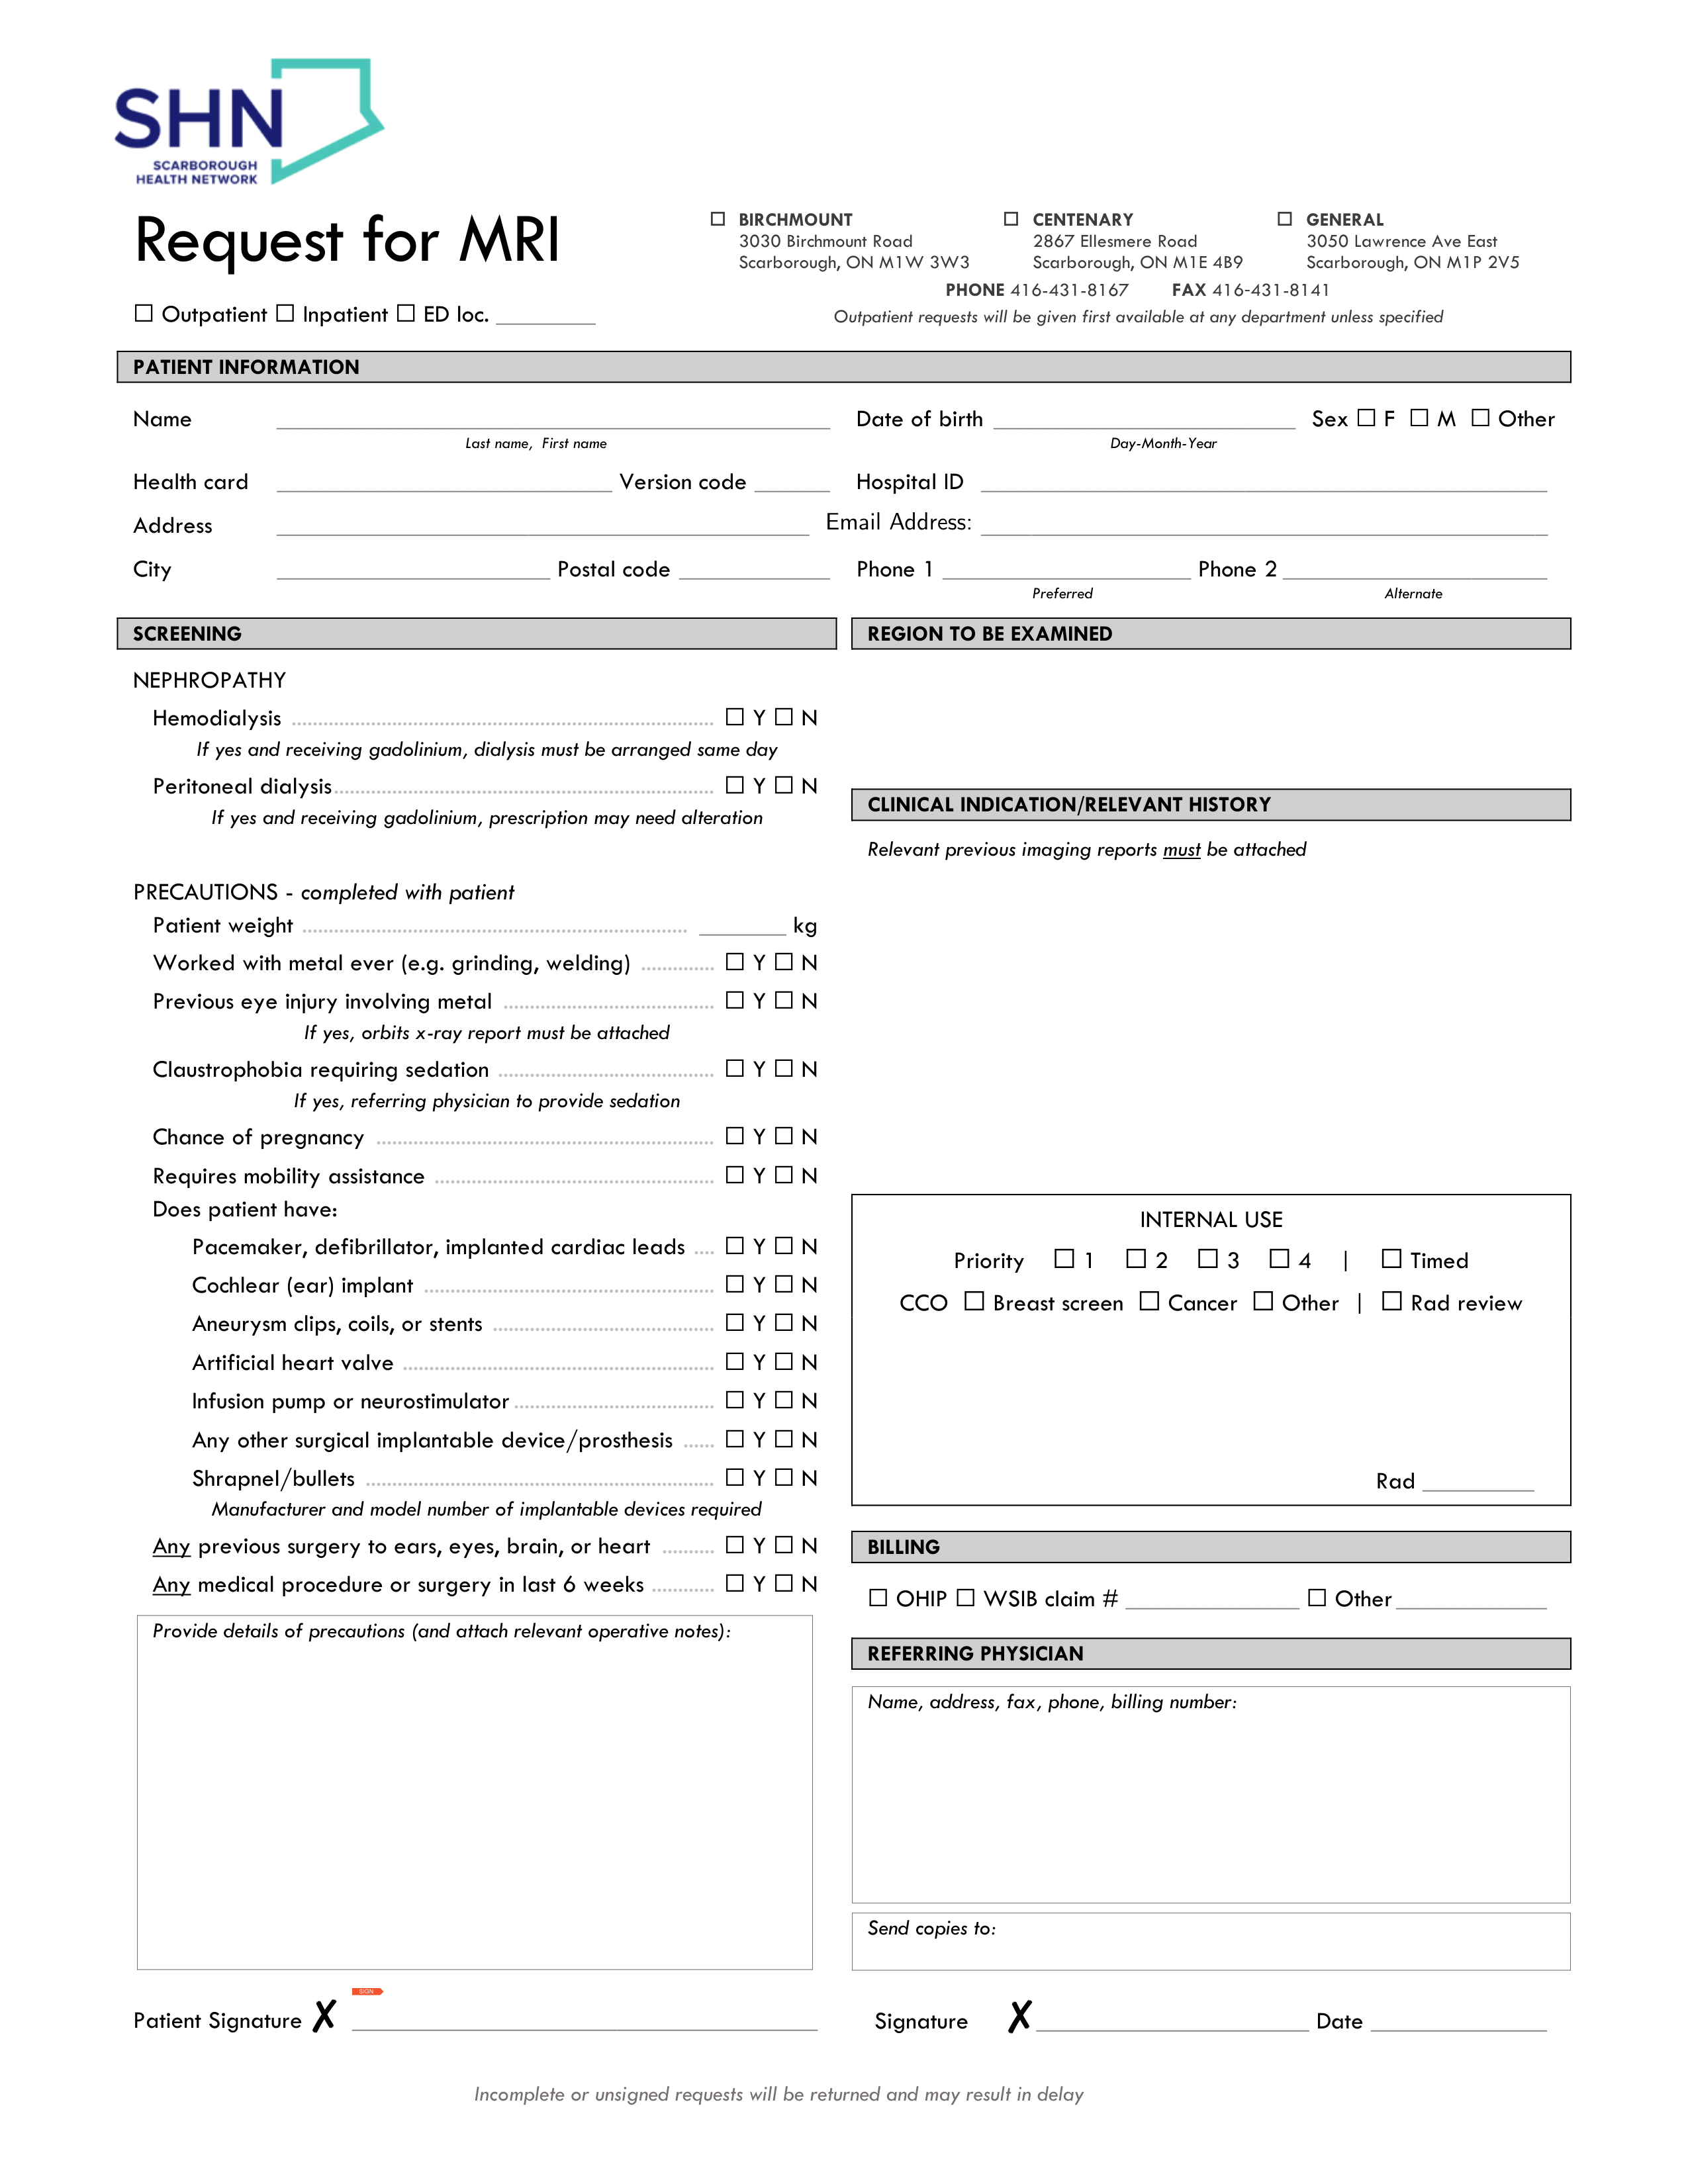 SHN
SCARBOROUGH
HEALTH NETWORK
Request for MRI
☐ BIRCHMOUNT
3030 Birchmount Road
Scarborough, ON M1W 3W3
☐ CENTENARY
2867 Ellesmere Road
Scarborough, ON M1E 4B9
☐ GENERAL
3050 Lawrence Ave East
Scarborough, ON M1P 2V5
PHONE 416-431-8167 FAX 416-431-8141
☐ Outpatient ☐ Inpatient ☐ ED loc. ________
Outpatient requests will be given first available at any department unless specified
PATIENT INFORMATION
Name ________ Date of birth ________ Sex ☐ F ☐ M ☐ Other
Last name, First name Day-Month-Year
Health card ________ Version code ________ Hospital ID ________
Address ________ Email Address: ________
City ________ Postal code ________ Phone 1 ________ Phone 2 ________
Preferred Alternate
SCREENING
NEPHROPATHY
Hemodialysis ........ ☐ Y ☐ N
If yes and receiving gadolinium, dialysis must be arranged same day
Peritoneal dialysis ........ ☐ Y ☐ N
If yes and receiving gadolinium, prescription may need alteration
PRECAUTIONS - completed with patient
Patient weight ........ ________ kg
Worked with metal ever (e.g. grinding, welding) ........ ☐ Y ☐ N
Previous eye injury involving metal ........ ☐ Y ☐ N
If yes, orbits x-ray report must be attached
Claustrophobia requiring sedation ........ ☐ Y ☐ N
If yes, referring physician to provide sedation
Chance of pregnancy ........ ☐ Y ☐ N
Requires mobility assistance ........ ☐ Y ☐ N
Does patient have:
Pacemaker, defibrillator, implanted cardiac leads .... ☐ Y ☐ N
Cochlear (ear) implant ........ ☐ Y ☐ N
Aneurysm clips, coils, or stents ........ ☐ Y ☐ N
Artificial heart valve ........ ☐ Y ☐ N
Infusion pump or neurostimulator ........ ☐ Y ☐ N
Any other surgical implantable device/prosthesis ...... ☐ Y ☐ N
Shrapnel/bullets ........ ☐ Y ☐ N
Manufacturer and model number of implantable devices required
Any previous surgery to ears, eyes, brain, or heart ........ ☐ Y ☐ N
Any medical procedure or surgery in last 6 weeks ........ ☐ Y ☐ N
Provide details of precautions (and attach relevant operative notes):
REGION TO BE EXAMINED
CLINICAL INDICATION/RELEVANT HISTORY
Relevant previous imaging reports must be attached
INTERNAL USE
Priority ☐ 1 ☐ 2 ☐ 3 ☐ 4 | ☐ Timed
CCO ☐ Breast screen ☐ Cancer ☐ Other | ☐ Rad review
Rad ________
BILLING
☐ OHIP ☐ WSIB claim # ________ ☐ Other ________
REFERRING PHYSICIAN
Name, address, fax, phone, billing number:
Send copies to:
SIGN
Patient Signature ✗ ________ Signature ✗ ________ Date ________
Incomplete or unsigned requests will be returned and may result in delay